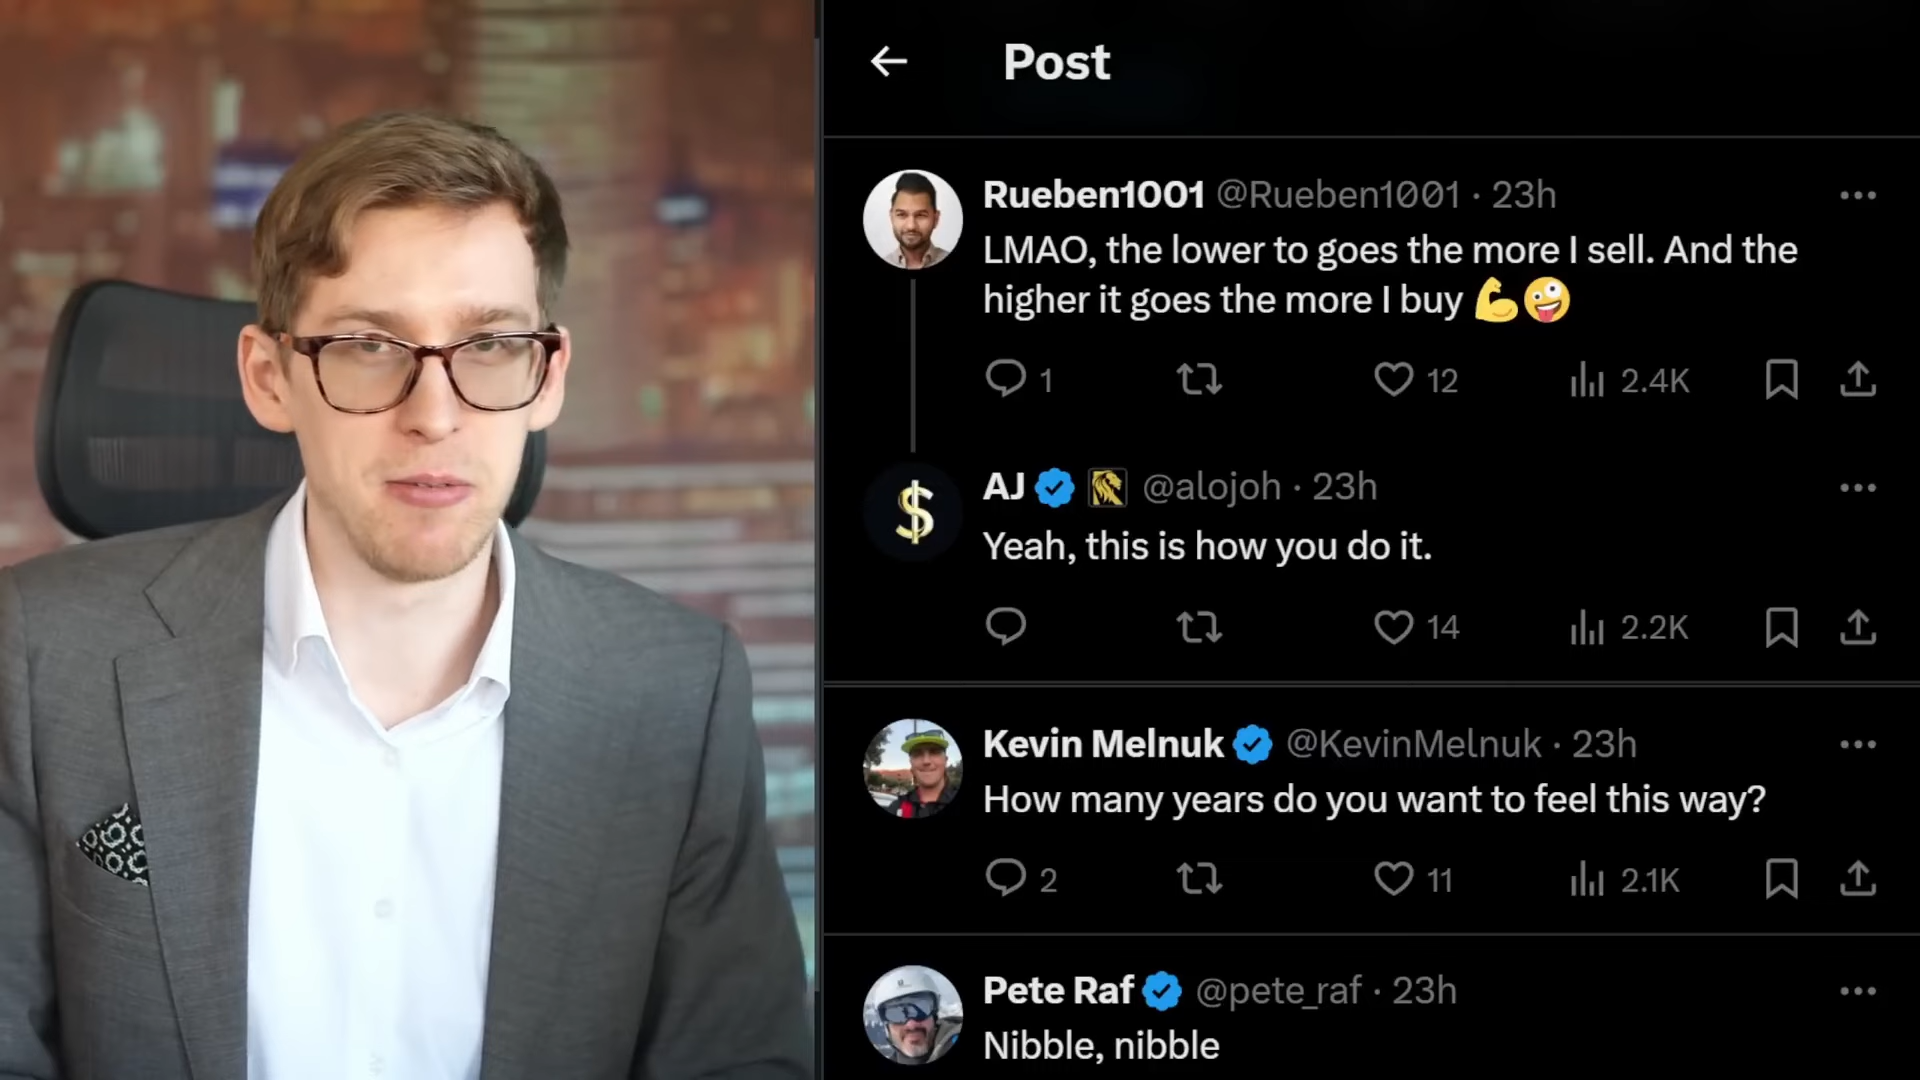 Post
Rueben1001 @Rueben1001 · 23h
LMAO, the lower to goes the more I sell. And the
higher it goes the more I buy 💪🤪
1 12 2.4K
AJ @alojoh · 23h
Yeah, this is how you do it.
14 2.2K
Kevin Melnuk @KevinMelnuk · 23h
How many years do you want to feel this way?
2 11 2.1K
Pete Raf @pete_raf · 23h
Nibble, nibble